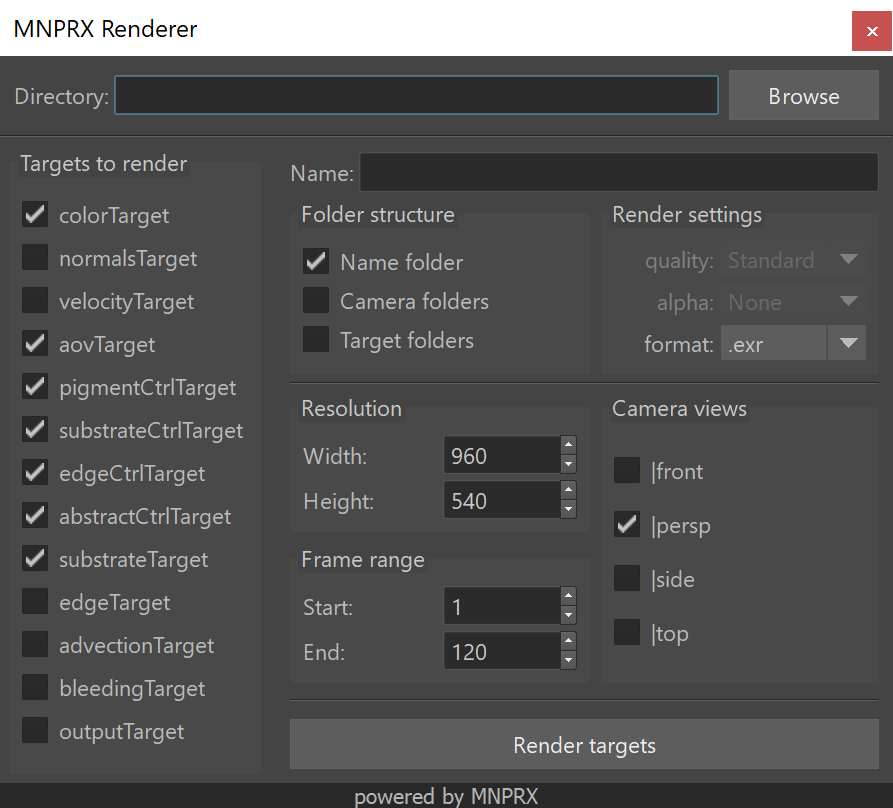 MNPRX Renderer
Directory:
Browse
Targets to render
colorTarget
normalsTarget
velocityTarget
aovTarget
pigmentCtrlTarget
substrateCtrlTarget
edgeCtrlTarget
abstractCtrlTarget
substrateTarget
edgeTarget
advectionTarget
bleedingTarget
outputTarget
Name:
Folder structure
Name folder
Camera folders
Target folders
Render settings
quality: Standard
alpha: None
format: .exr
Resolution
Width: 960
Height: 540
Frame range
Start: 1
End: 120
Camera views
|front
|persp
|side
|top
Render targets
powered by MNPRX